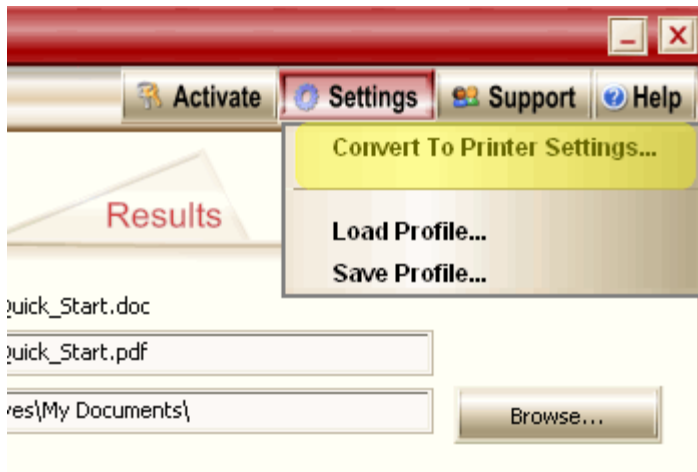 Activate Settings Support Help
Convert To Printer Settings...
Load Profile...
Save Profile...
Results
Quick_Start.doc
Quick_Start.pdf
ves\My Documents\
Browse...